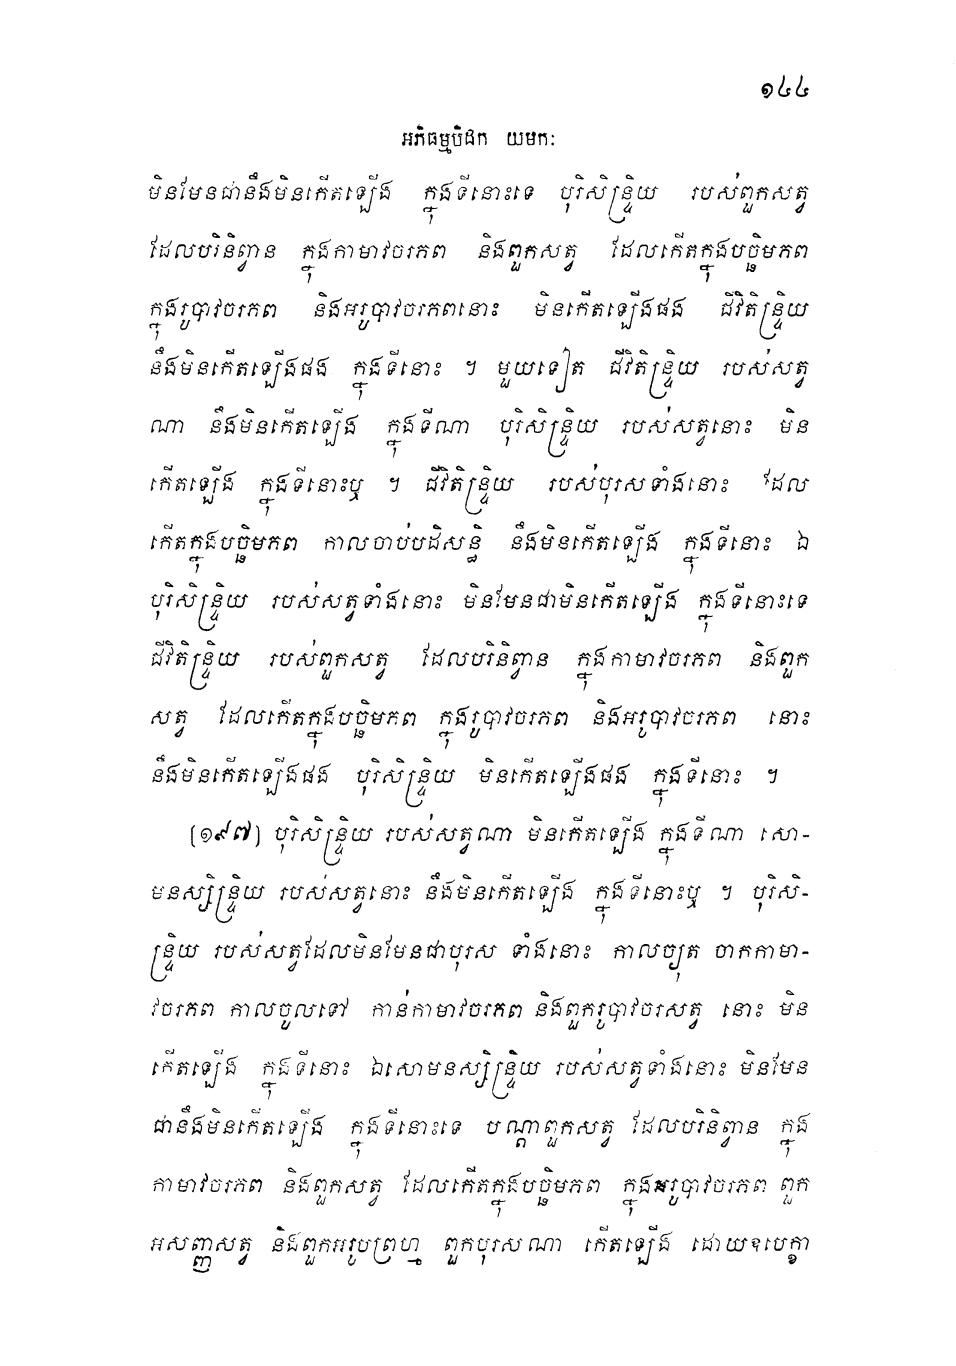 ១៤៤
អភិធម្មបិដក យមកៈ
មិនមែនជានឹងមិនកើតឡើង ក្នុងទីនោះទេ បុរិសិន្ទ្រិយ របស់ពួកសត្វ
ដែលបរិនិព្វាន ក្នុងកាមាវចរភព និងពួកសត្វ ដែលកើតក្នុងបច្ឆិមភព
ក្នុងរូបាវចរភព និងអរូបាវចរភពនោះ មិនកើតឡើងផង ជីវិតិន្ទ្រិយ
នឹងមិនកើតឡើងផង ក្នុងទីនោះ ។ មួយទៀត ជីវិតិន្ទ្រិយ របស់សត្វ
ណា នឹងមិនកើតឡើង ក្នុងទីណា បុរិសិន្ទ្រិយ របស់សត្វនោះ មិន
កើតឡើង ក្នុងទីនោះឬ ។ ជីវិតិន្ទ្រិយ របស់បុរសទាំងនោះ ដែល
កើតក្នុងបច្ឆិមភព កាលចាប់បដិសន្ធិ នឹងមិនកើតឡើង ក្នុងទីនោះ ឯ
បុរិសិន្ទ្រិយ របស់សត្វទាំងនោះ មិនមែនជាមិនកើតឡើង ក្នុងទីនោះទេ
ជីវិតិន្ទ្រិយ របស់ពួកសត្វ ដែលបរិនិព្វាន ក្នុងកាមាវចរភព និងពួក
សត្វ ដែលកើតក្នុងបច្ឆិមភព ក្នុងរូបាវចរភព និងអរូបាវចរភព នោះ
នឹងមិនកើតឡើងផង បុរិសិន្ទ្រិយ មិនកើតឡើងផង ក្នុងទីនោះ ។
[១៩៧] បុរិសិន្ទ្រិយ របស់សត្វណា មិនកើតឡើង ក្នុងទីណា សោ-
មនស្សិន្ទ្រិយ របស់សត្វនោះ នឹងមិនកើតឡើង ក្នុងទីនោះឬ ។ បុរិសិ-
ន្ទ្រិយ របស់សត្វដែលមិនមែនជាបុរស ទាំងនោះ កាលច្យុត ចាកកាមា-
វចរភព កាលចូលទៅ កាន់កាមាវចរភព និងពួករូបាវចរសត្វ នោះ មិន
កើតឡើង ក្នុងទីនោះ ឯសោមនស្សិន្ទ្រិយ របស់សត្វទាំងនោះ មិនមែន
ជានឹងមិនកើតឡើង ក្នុងទីនោះទេ បណ្តាពួកសត្វ ដែលបរិនិព្វាន ក្នុង
កាមាវចរភព និងពួកសត្វ ដែលកើតក្នុងបច្ឆិមភព ក្នុងអរូបាវចរភព ពួក
អសញ្ញសត្វ និងពួកអរូបព្រហ្ម ពួកបុរសណា កើតឡើង ដោយឧបេក្ខា